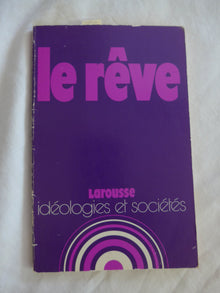 le rêve
Larousse
idéologies et sociétés